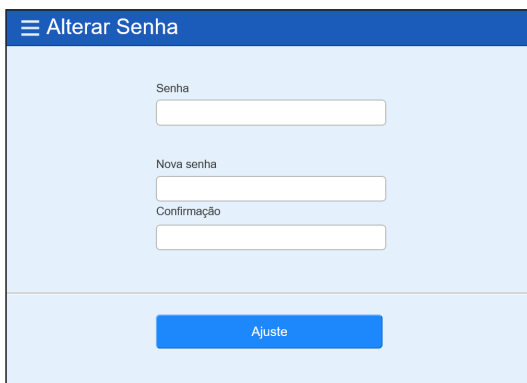 Alterar Senha
Senha
Nova senha
Confirmação
Ajuste